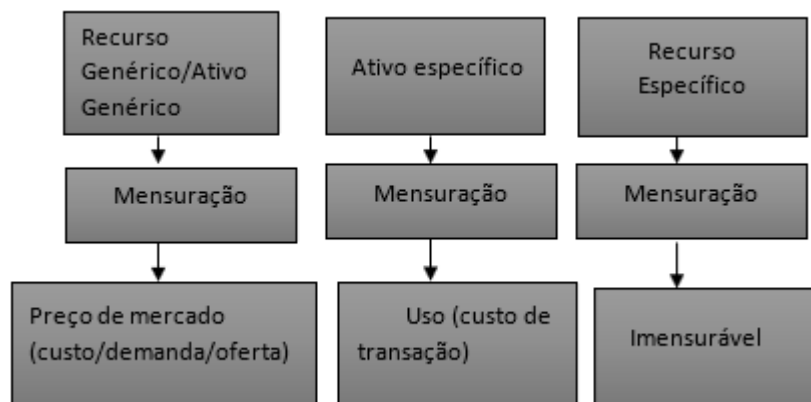 Recurso
Genérico/Ativo
Genérico
Ativo específico
Recurso
Específico
Mensuração
Mensuração
Mensuração
Preço de mercado
(custo/demanda/oferta)
Uso (custo de
transação)
Imensurável